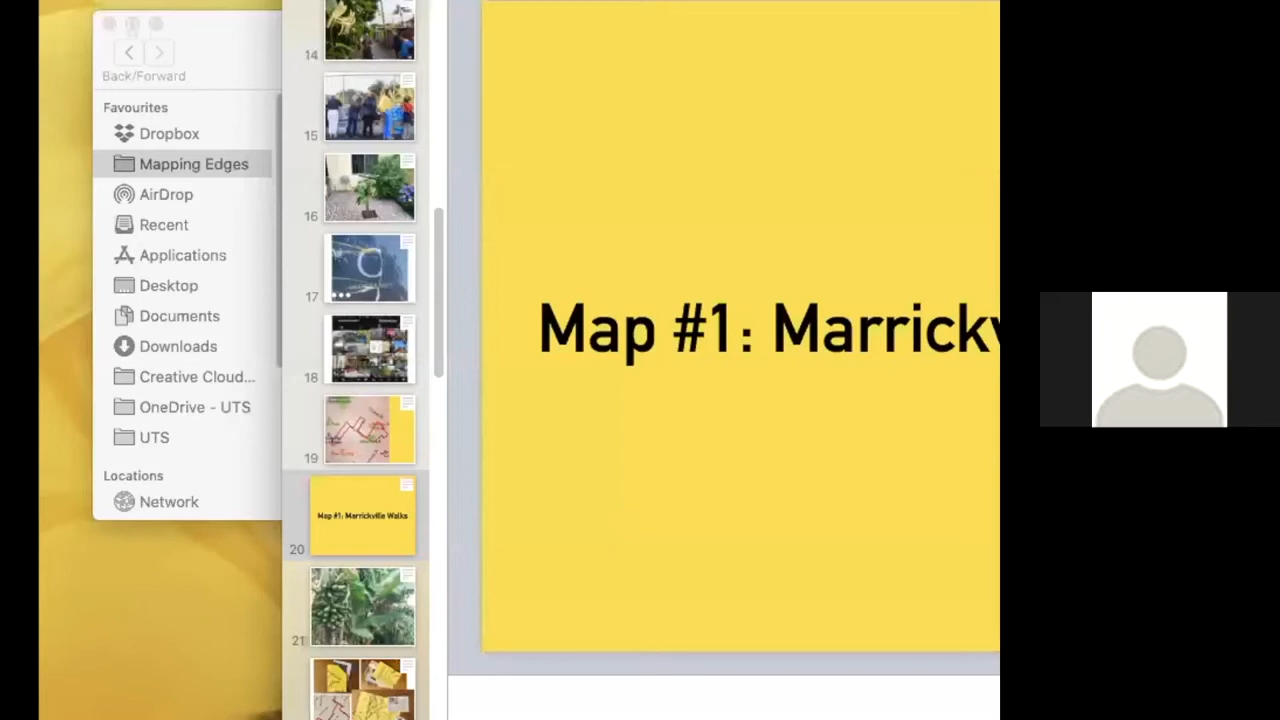 Back/Forward
Favourites
Dropbox
Mapping Edges
AirDrop
Recent
Applications
Desktop
Documents
Downloads
Creative Cloud...
OneDrive - UTS
UTS
Locations
Network
14
15
16
17
18
19
20
Map #1: Marrickville Walks
21
Map #1: Marrick